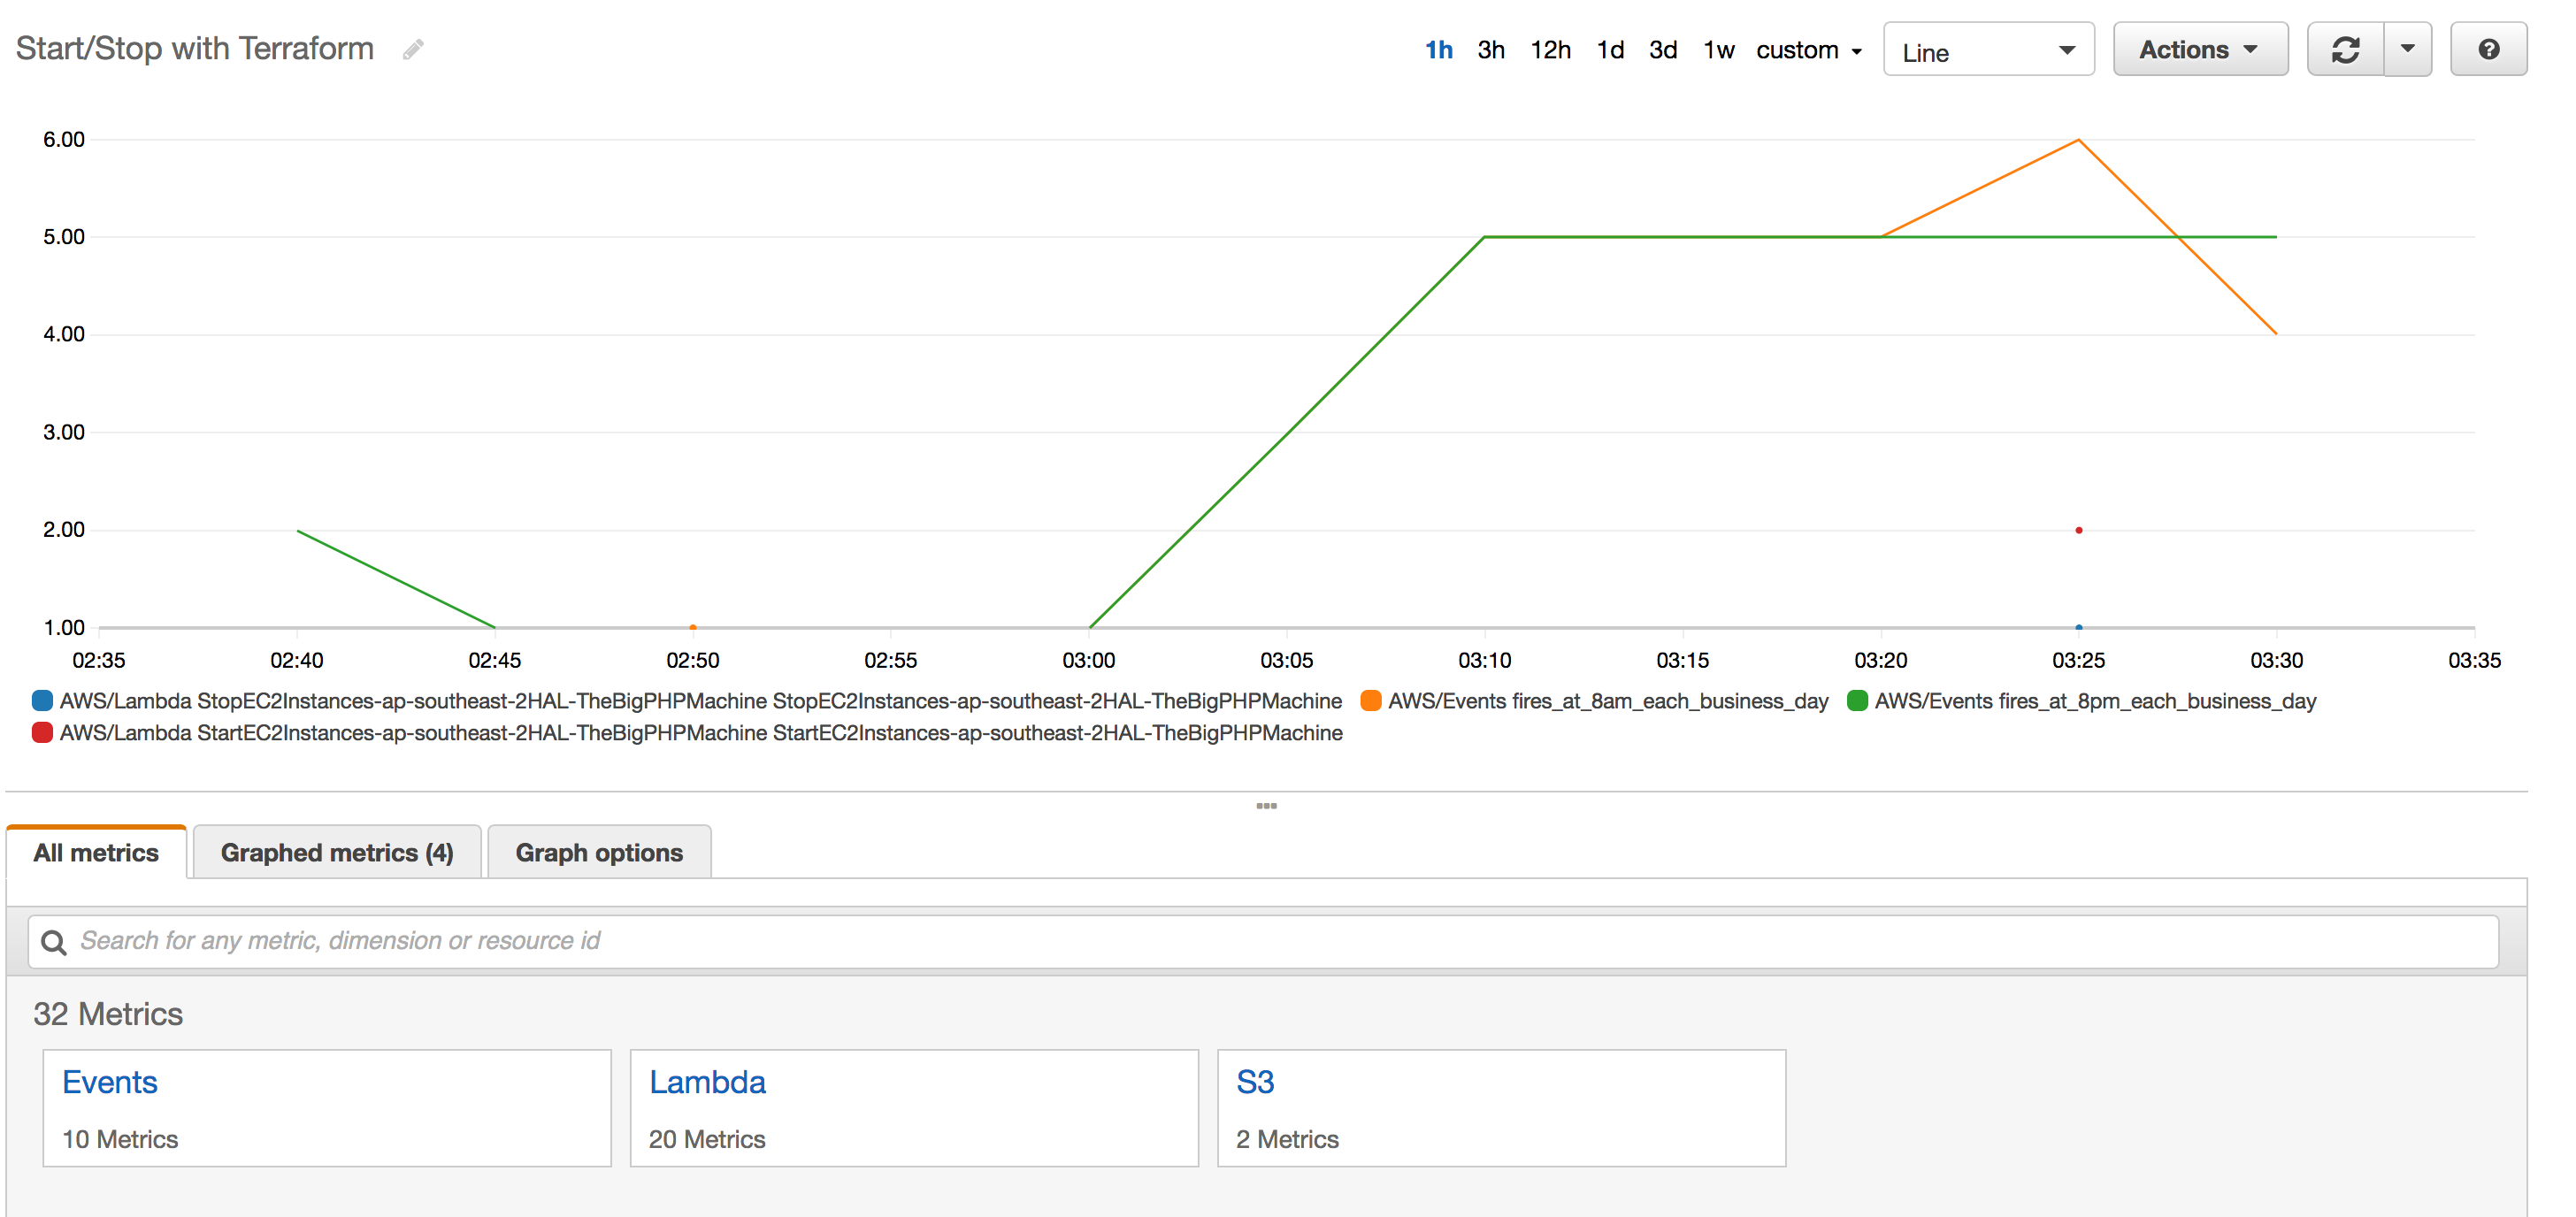 Start/Stop with Terraform
1h 3h 12h 1d 3d 1w custom Line Actions
6.00
5.00
4.00
3.00
2.00
1.00
02:35 02:40 02:45 02:50 02:55 03:00 03:05 03:10 03:15 03:20 03:25 03:30 03:35
AWS/Lambda StopEC2Instances-ap-southeast-2HAL-TheBigPHPMachine StopEC2Instances-ap-southeast-2HAL-TheBigPHPMachine AWS/Events fires_at_8am_each_business_day AWS/Events fires_at_8pm_each_business_day
AWS/Lambda StartEC2Instances-ap-southeast-2HAL-TheBigPHPMachine StartEC2Instances-ap-southeast-2HAL-TheBigPHPMachine
All metrics Graphed metrics (4) Graph options
Search for any metric, dimension or resource id
32 Metrics
Events Lambda S3
10 Metrics 20 Metrics 2 Metrics